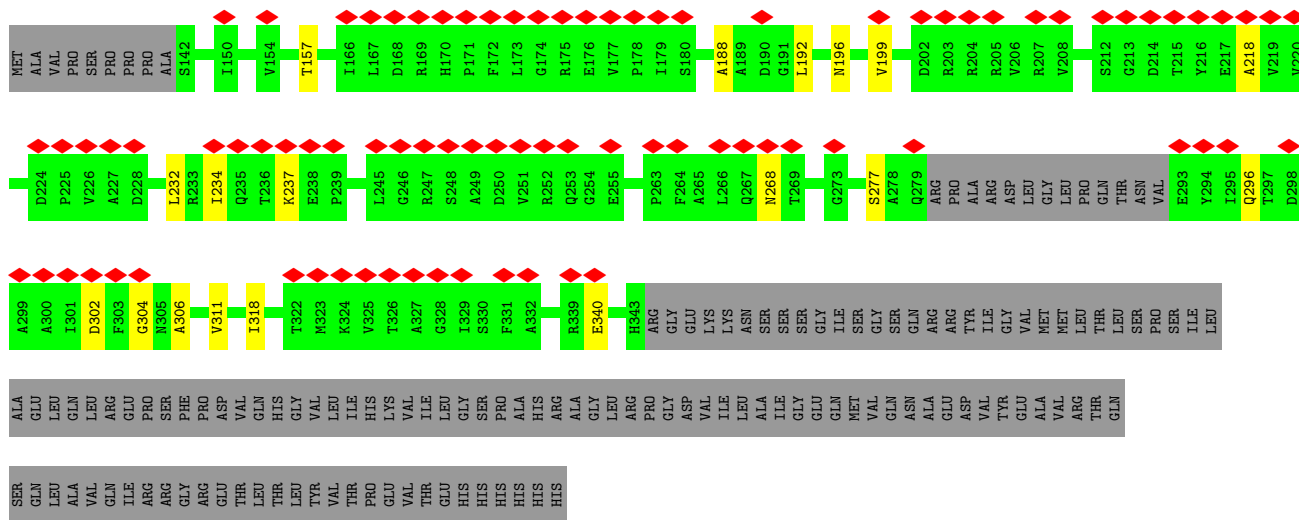 MET ALA VAL PRO SER PRO PRO PRO ALA S142 I150 V154 T157 I166 L167 D168 R169 H170 P171 F172 L173 G174 R175 E176 V177 P178 I179 S180 A188 A189 D190 G191 L192 N196 V199 D202 R203 R204 R205 V206 R207 V208 S212 G213 D214 T215 Y216 E217 A218 V219 V220
D224 P225 V226 A227 D228 L232 R233 I234 Q235 T236 K237 E238 P239 L245 G246 R247 S248 A249 D250 V251 R252 Q253 G254 E255 P263 F264 A265 L266 Q267 N268 T269 G273 S277 A278 Q279 ARG PRO ALA ARG ASP LEU GLY LEU PRO GLN THR ASN VAL E293 Y294 I295 Q296 T297 D298
A299 A300 I301 D302 F303 G304 N305 A306 V311 I318 T322 M323 K324 V325 T326 A327 G328 I329 S330 F331 A332 R339 E340 H343 ARG GLY GLU LYS LYS ASN SER SER SER GLY ILE SER GLY SER GLN ARG ARG TYR ILE GLY VAL MET MET LEU THR LEU SER PRO SER ILE LEU
ALA GLU LEU GLN LEU ARG GLU PRO SER PHE PRO ASP VAL GLN HIS GLY VAL LEU ILE HIS LYS VAL ILE LEU GLY SER PRO ALA HIS ARG ALA GLY LEU ARG PRO GLY ASP VAL ILE LEU ALA ILE GLY GLU GLN MET VAL GLN ASN ALA GLU ASP VAL TYR GLU ALA VAL ARG THR GLN
SER GLN LEU ALA VAL GLN ILE ARG ARG GLY ARG GLU THR LEU THR LEU TYR VAL THR PRO GLU VAL THR GLU HIS HIS HIS HIS HIS HIS